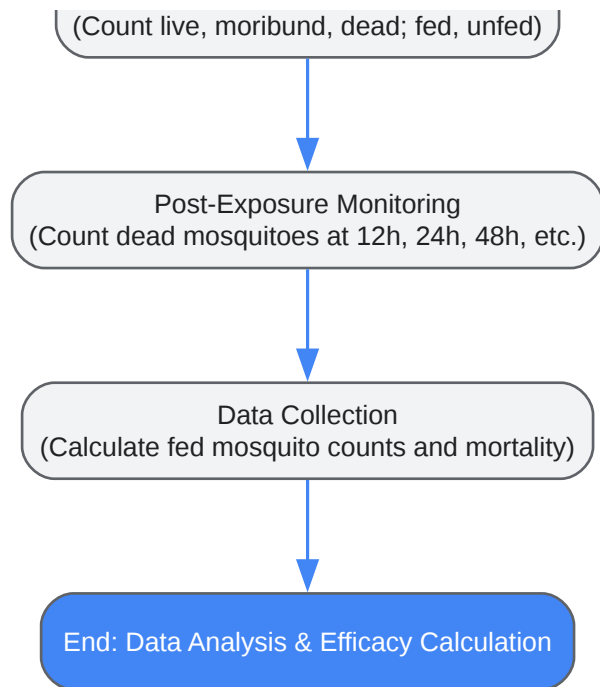 (Count live, moribund, dead; fed, unfed)
Post-Exposure Monitoring
(Count dead mosquitoes at 12h, 24h, 48h, etc.)
Data Collection
(Calculate fed mosquito counts and mortality)
End: Data Analysis & Efficacy Calculation